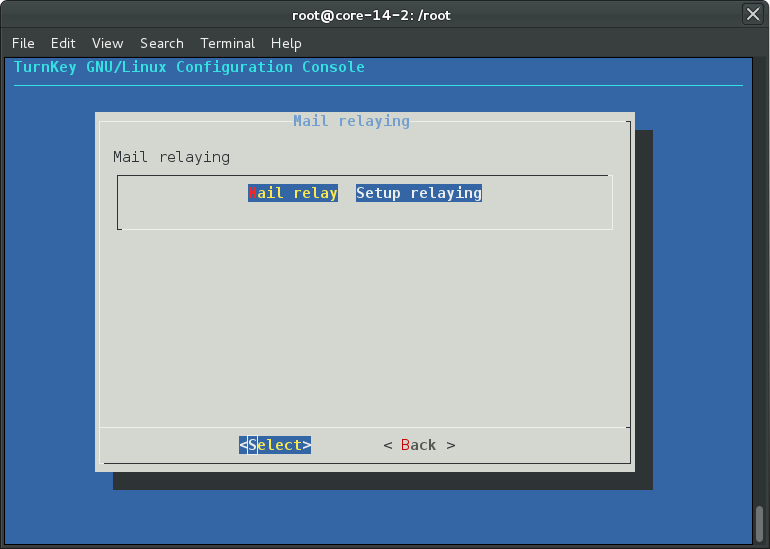 root@core-14-2: /root
File Edit View Search Terminal Help
TurnKey GNU/Linux Configuration Console
Mail relaying
Mail relaying
Mail relay Setup relaying
<Select> < Back >